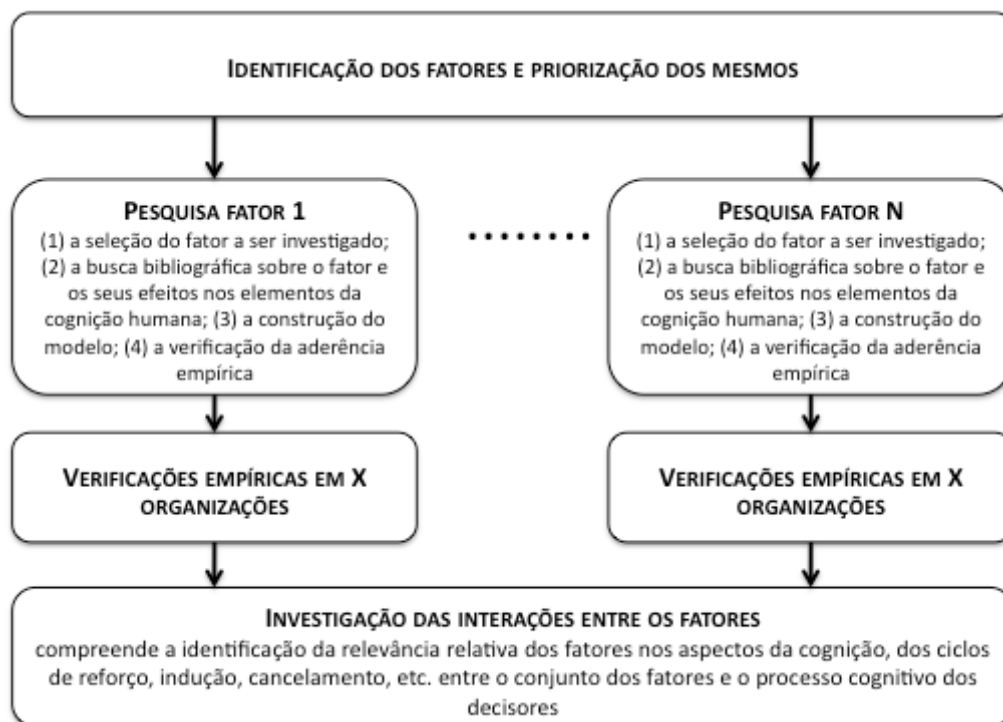 IDENTIFICAÇÃO DOS FATORES E PRIORIZAÇÃO DOS MESMOS
PESQUISA FATOR 1
(1) a seleção do fator a ser investigado;
(2) a busca bibliográfica sobre o fator e
os seus efeitos nos elementos da
cognição humana; (3) a construção do
modelo; (4) a verificação da aderência
empírica
........
PESQUISA FATOR N
(1) a seleção do fator a ser investigado;
(2) a busca bibliográfica sobre o fator e
os seus efeitos nos elementos da
cognição humana; (3) a construção do
modelo; (4) a verificação da aderência
empírica
VERIFICAÇÕES EMPÍRICAS EM X
ORGANIZAÇÕES
VERIFICAÇÕES EMPÍRICAS EM X
ORGANIZAÇÕES
INVESTIGAÇÃO DAS INTERAÇÕES ENTRE OS FATORES
compreende a identificação da relevância relativa dos fatores nos aspectos da cognição, dos ciclos
de reforço, indução, cancelamento, etc. entre o conjunto dos fatores e o processo cognitivo dos
decisores